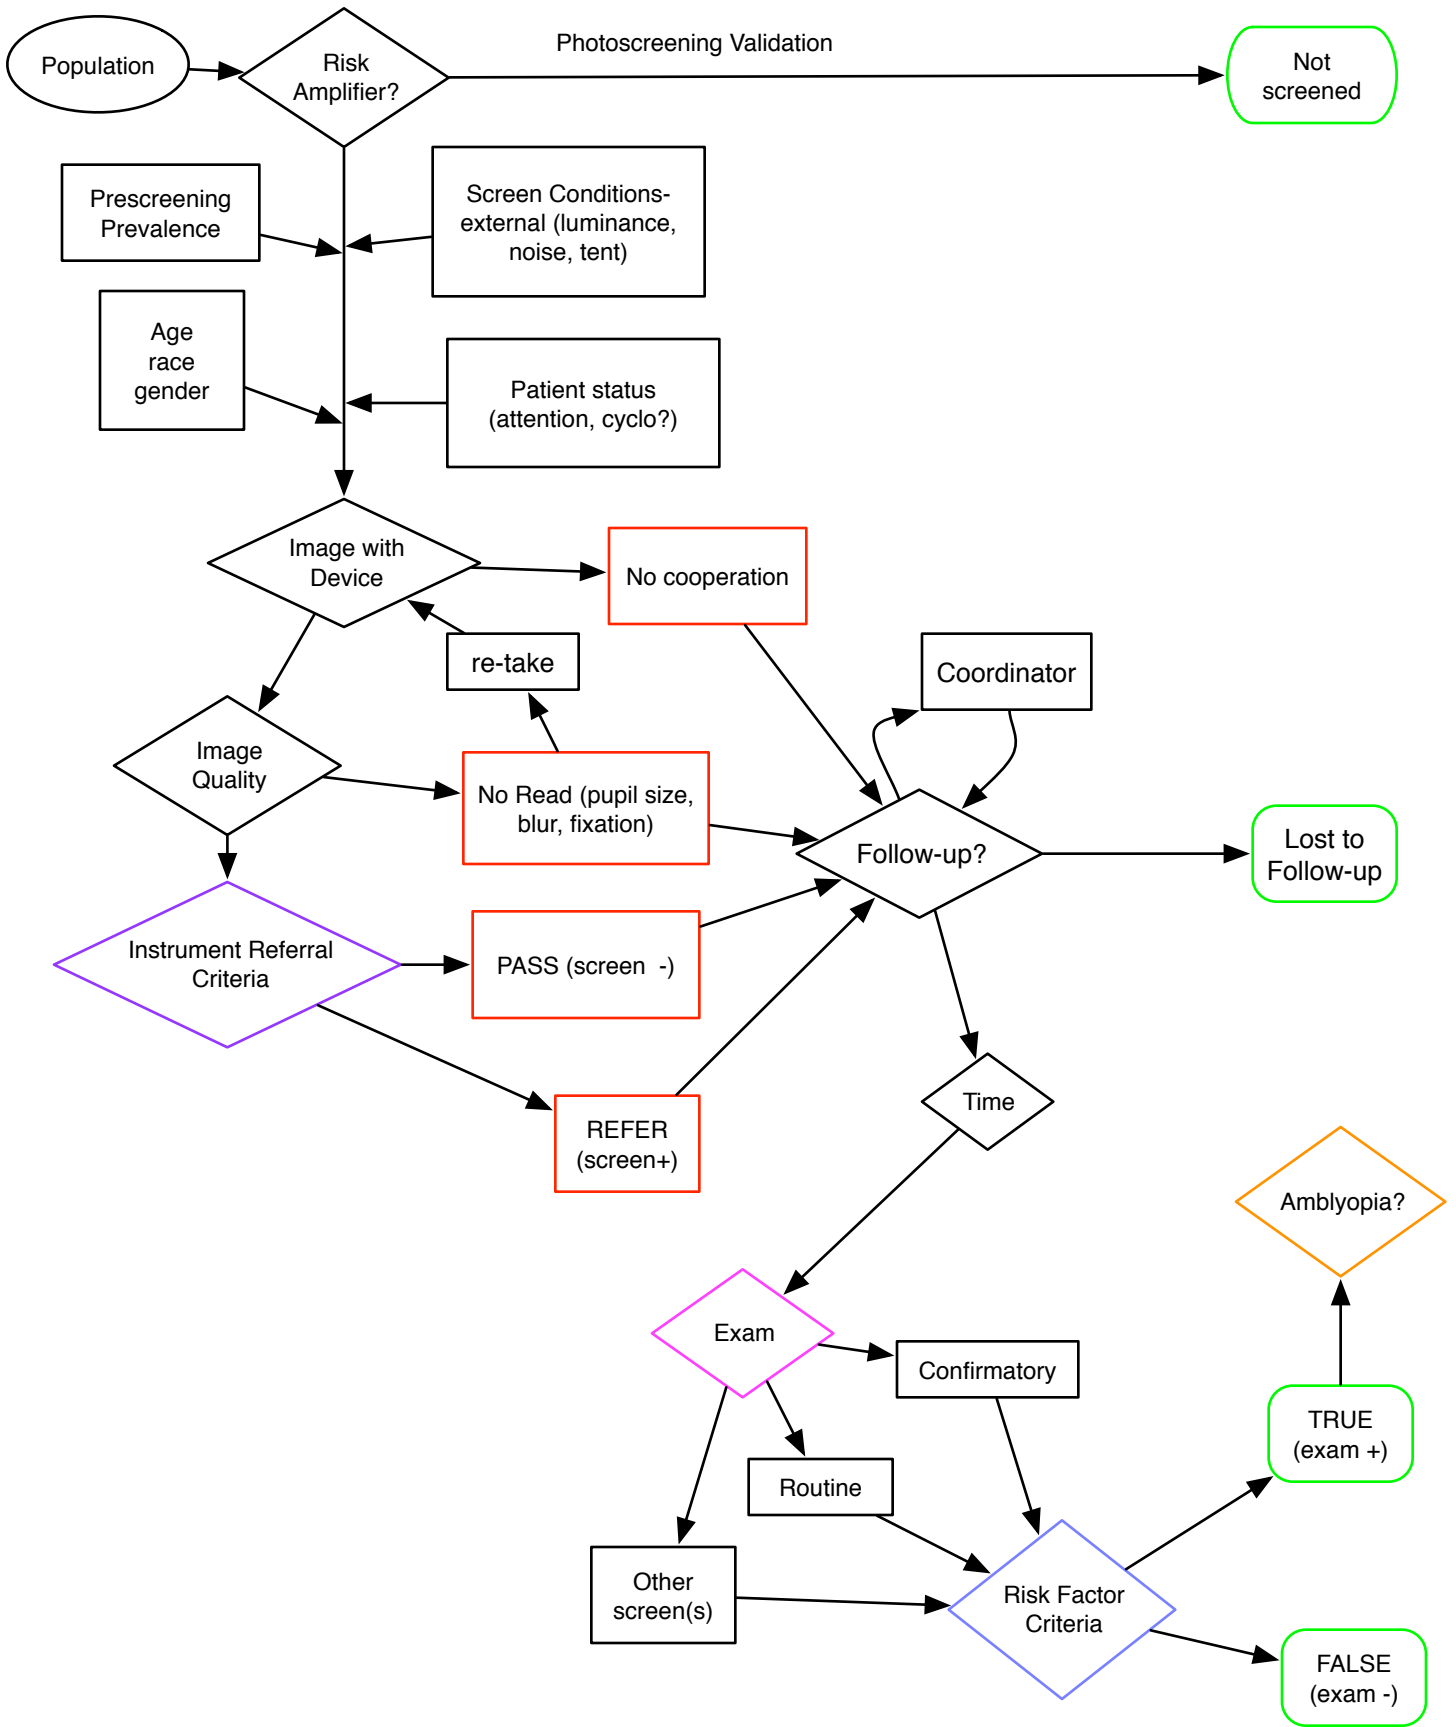 Photoscreening Validation
Population
Risk
Amplifier?
Not
screened
Prescreening
Prevalence
Screen Conditions-
external (luminance,
noise, tent)
Age
race
gender
Patient status
(attention, cyclo?)
Image with
Device
No cooperation
re-take
Coordinator
Image
Quality
No Read (pupil size,
blur, fixation)
Follow-up?
Lost to
Follow-up
Instrument Referral
Criteria
PASS (screen  -)
REFER
(screen+)
Time
Amblyopia?
Exam
Confirmatory
TRUE
(exam +)
Routine
Other
screen(s)
Risk Factor
Criteria
FALSE
(exam -)